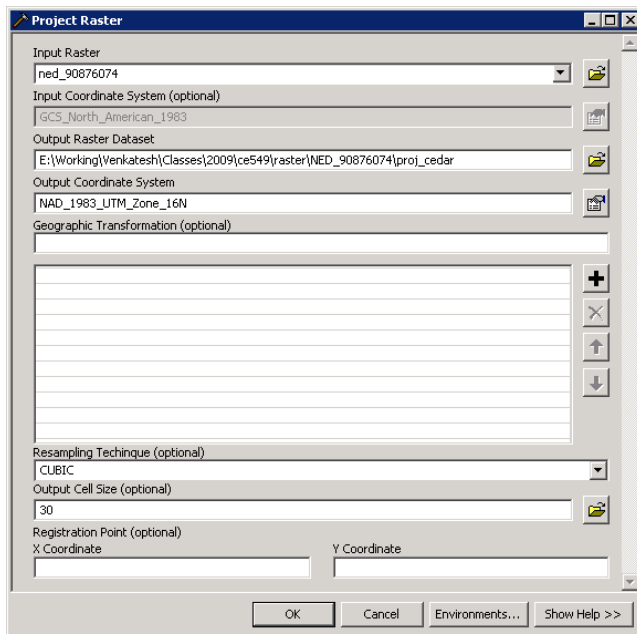 Project Raster
Input Raster
ned_90876074
Input Coordinate System (optional)
GCS_North_American_1983
Output Raster Dataset
E:\Working\Venkatesh\Classes\2009\ce549\raster\NED_90876074\proj_cedar
Output Coordinate System
NAD_1983_UTM_Zone_16N
Geographic Transformation (optional)
Resampling Techinque (optional)
CUBIC
Output Cell Size (optional)
30
Registration Point (optional)
X Coordinate Y Coordinate
OK Cancel Environments... Show Help >>